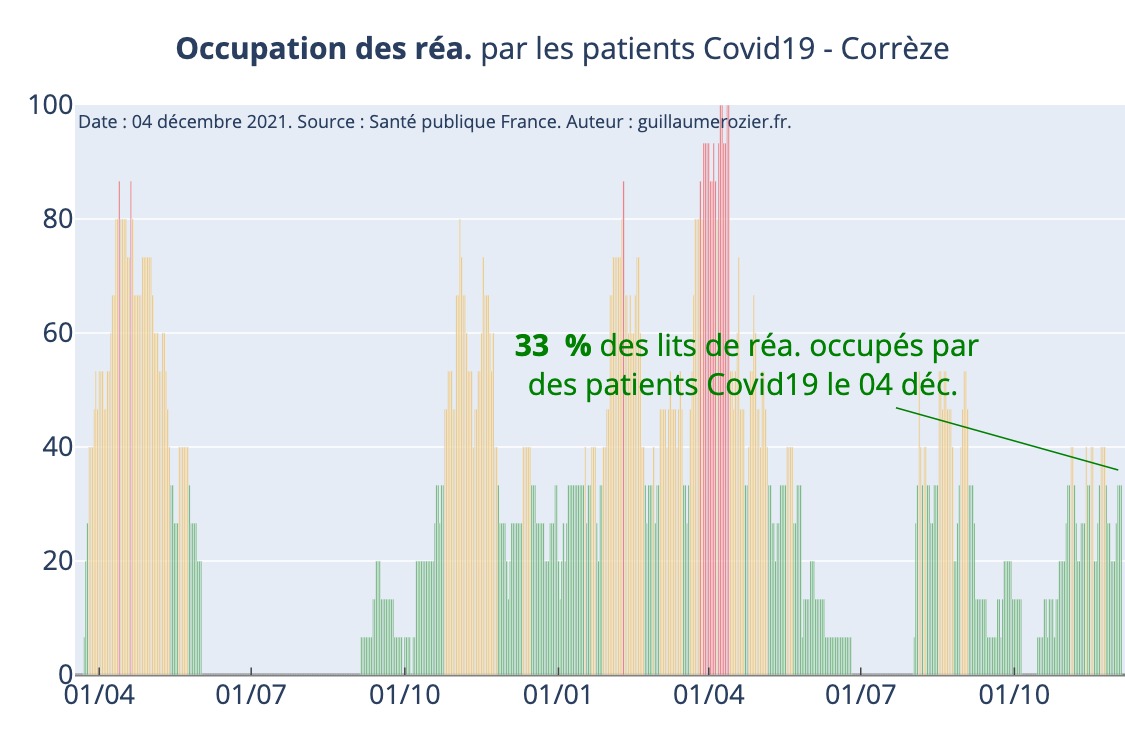 Occupation des réa. par les patients Covid19 - Corrèze
100
Date : 04 décembre 2021. Source : Santé publique France. Auteur : guillaumerozier.fr.
80
60
33  % des lits de réa. occupés par
des patients Covid19 le 04 déc.
40
20
0
01/04 01/07 01/10 01/01 01/04 01/07 01/10